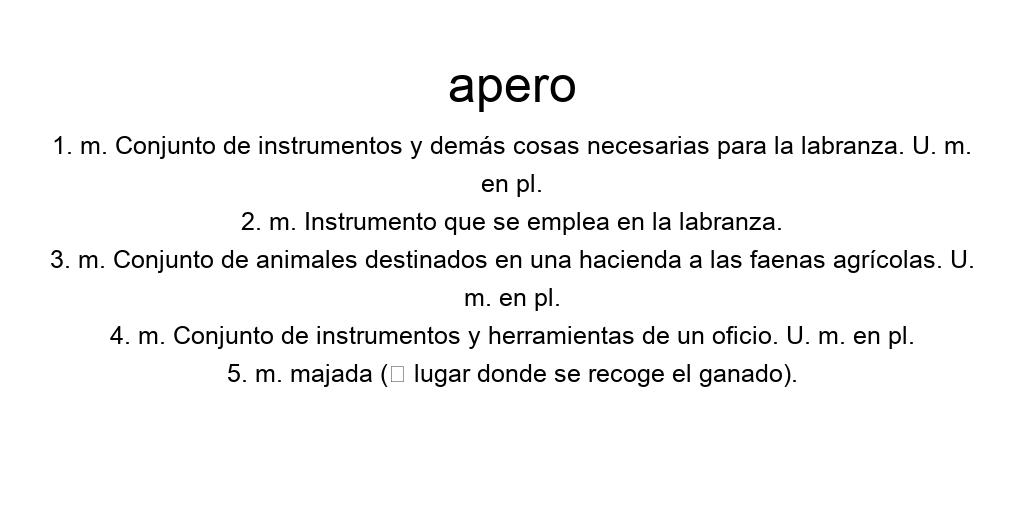 apero
1. m. Conjunto de instrumentos y demás cosas necesarias para la labranza. U. m.
en pl.
2. m. Instrumento que se emplea en la labranza.
3. m. Conjunto de animales destinados en una hacienda a las faenas agrícolas. U.
m. en pl.
4. m. Conjunto de instrumentos y herramientas de un oficio. U. m. en pl.
5. m. majada (□ lugar donde se recoge el ganado).